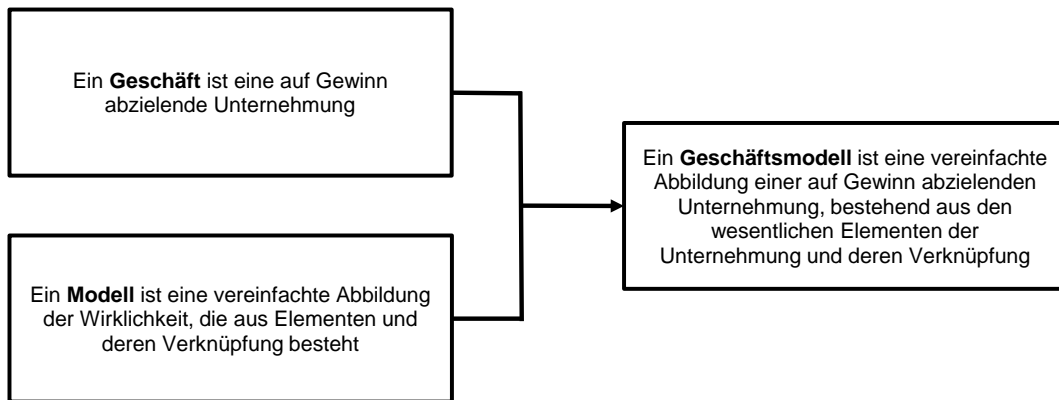 Ein Geschäft ist eine auf Gewinn
abzielende Unternehmung
Ein Modell ist eine vereinfachte Abbildung
der Wirklichkeit, die aus Elementen und
deren Verknüpfung besteht
Ein Geschäftsmodell ist eine vereinfachte
Abbildung einer auf Gewinn abzielenden
Unternehmung, bestehend aus den
wesentlichen Elementen der
Unternehmung und deren Verknüpfung